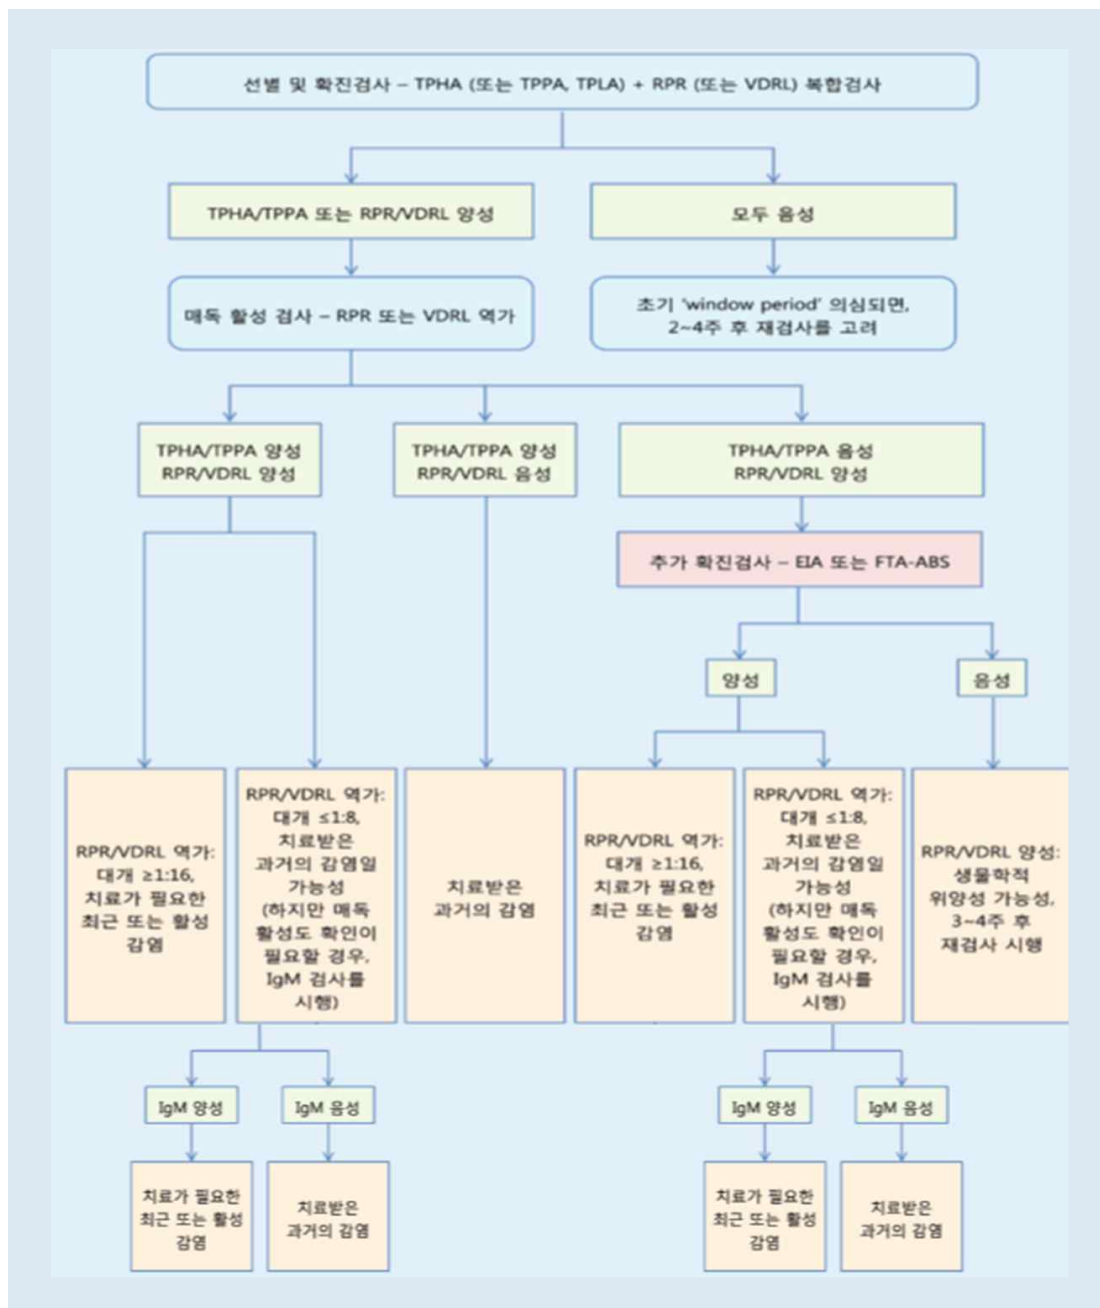 선별 및 확진검사 – TPHA (또는 TPPA, TPLA) + RPR (또는 VDRL) 복합검사
TPHA/TPPA 또는 RPR/VDRL 양성
모두 음성
매독 활성 검사 – RPR 또는 VDRL 역가
초기 'window period' 의심되면,
2~4주 후 재검사를 고려
TPHA/TPPA 양성
RPR/VDRL 양성
TPHA/TPPA 양성
RPR/VDRL 음성
TPHA/TPPA 음성
RPR/VDRL 양성
추가 확진검사 – EIA 또는 FTA-ABS
양성
음성
RPR/VDRL 역가:
대개 ≥1:16,
치료가 필요한
최근 또는 활성
감염
RPR/VDRL 역가:
대개 ≤1:8,
치료받은
과거의 감염일
가능성
(하지만 매독
활성도 확인이
필요할 경우,
IgM 검사를
시행)
치료받은
과거의 감염
RPR/VDRL 역가:
대개 ≥1:16,
치료가 필요한
최근 또는 활성
감염
RPR/VDRL 역가:
대개 ≤1:8,
치료받은
과거의 감염일
가능성
(하지만 매독
활성도 확인이
필요할 경우,
IgM 검사를
시행)
RPR/VDRL 양성:
생물학적
위양성 가능성,
3~4주 후
재검사 시행
IgM 양성
IgM 음성
IgM 양성
IgM 음성
치료가 필요한
최근 또는 활성
감염
치료받은
과거의 감염
치료가 필요한
최근 또는 활성
감염
치료받은
과거의 감염